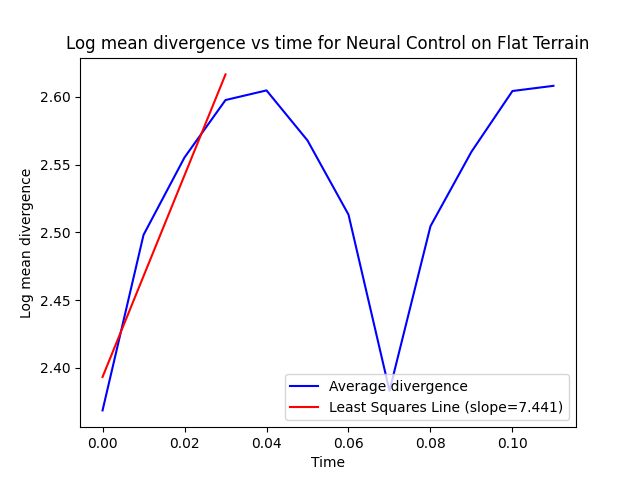 Log mean divergence vs time for Neural Control on Flat Terrain
Log mean divergence
2.60
2.55
2.50
2.45
2.40
0.00
0.02
0.04
0.06
0.08
0.10
Time
Average divergence
Least Squares Line (slope=7.441)